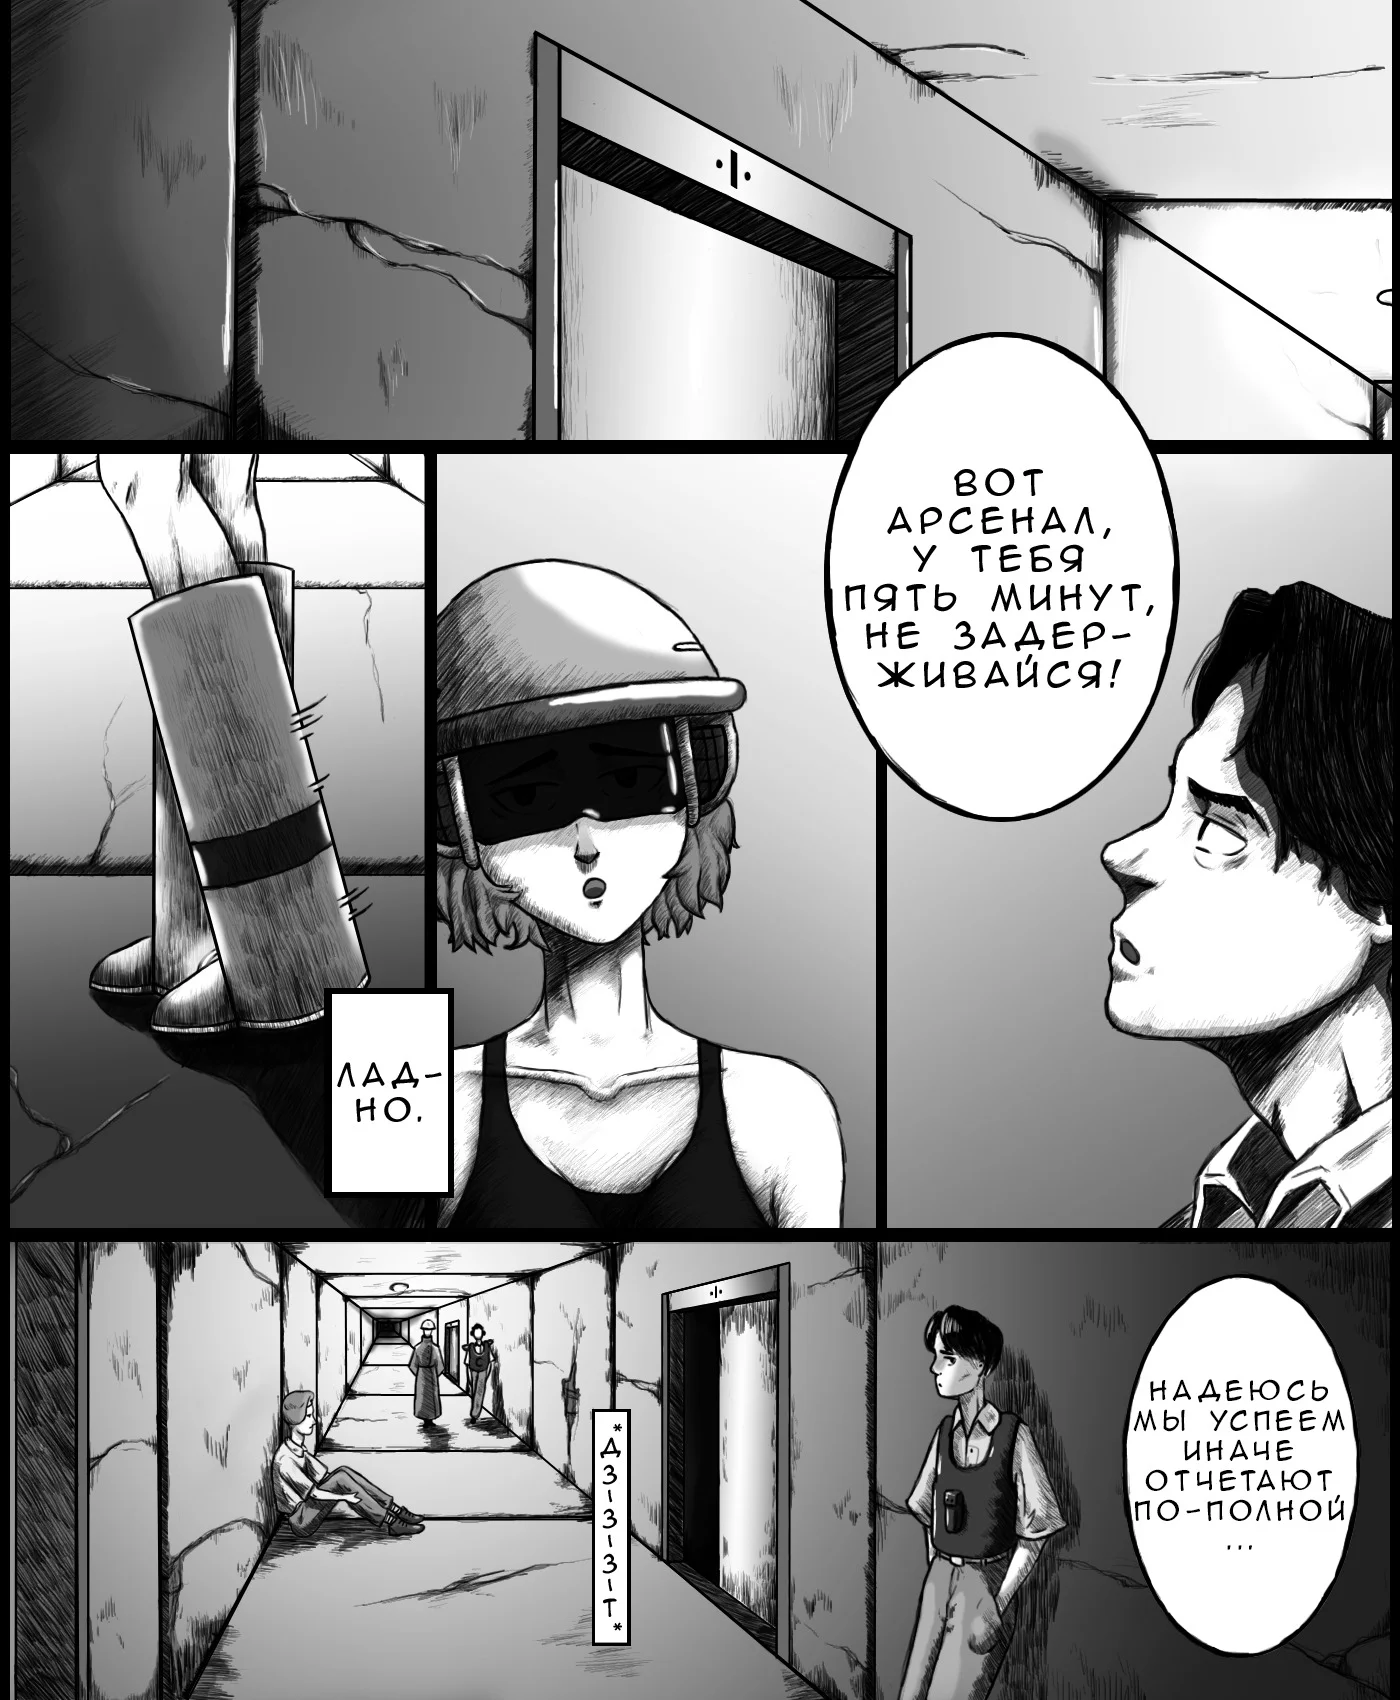 ВОТ
АРСЕНАЛ,
У ТЕБЯ
ПЯТЬ МИНУТ,
НЕ ЗАДЕР-
ЖИВАЙСЯ!
ЛАД-
НО.
*ДЗ-З-З-З-Т*
НАДЕЮСЬ
МЫ УСПЕЕМ
ИНАЧЕ
ОТЧЕТАЮТ
ПО-ПОЛНОЙ
...